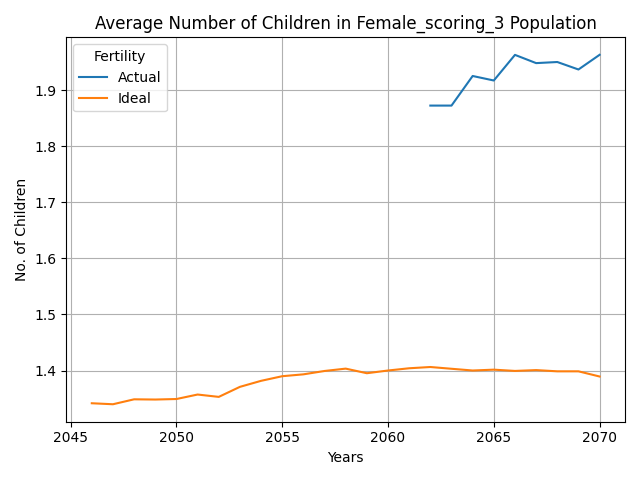 Average Number of Children in Female_scoring_3 Population
Fertility
Actual
Ideal
No. of Children
1.9
1.8
1.7
1.6
1.5
1.4
2045 2050 2055 2060 2065 2070
Years